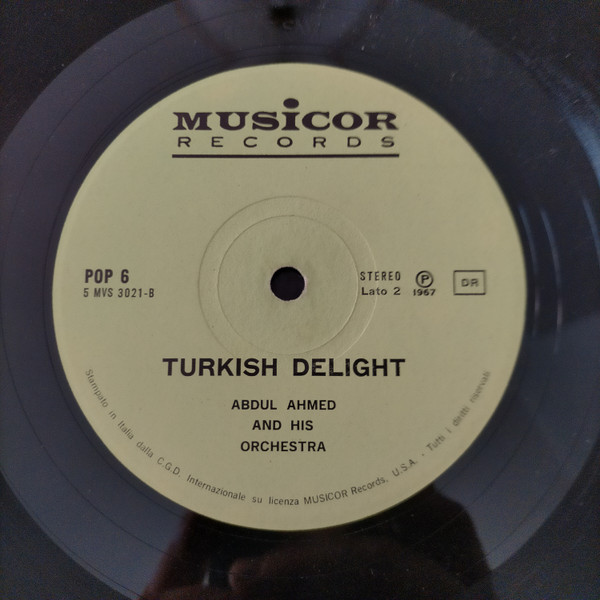 MUSiCOR
RECORDS
POP 6
5 MVS 3021-B
STEREO
Lato 2
P
1967
DR
TURKISH DELIGHT
ABDUL AHMED
AND HIS
ORCHESTRA
Stampato in Italia dalla C.G.D. Internazionale su licenza MUSICOR Records, U.S.A. - Tutti i diritti riservati